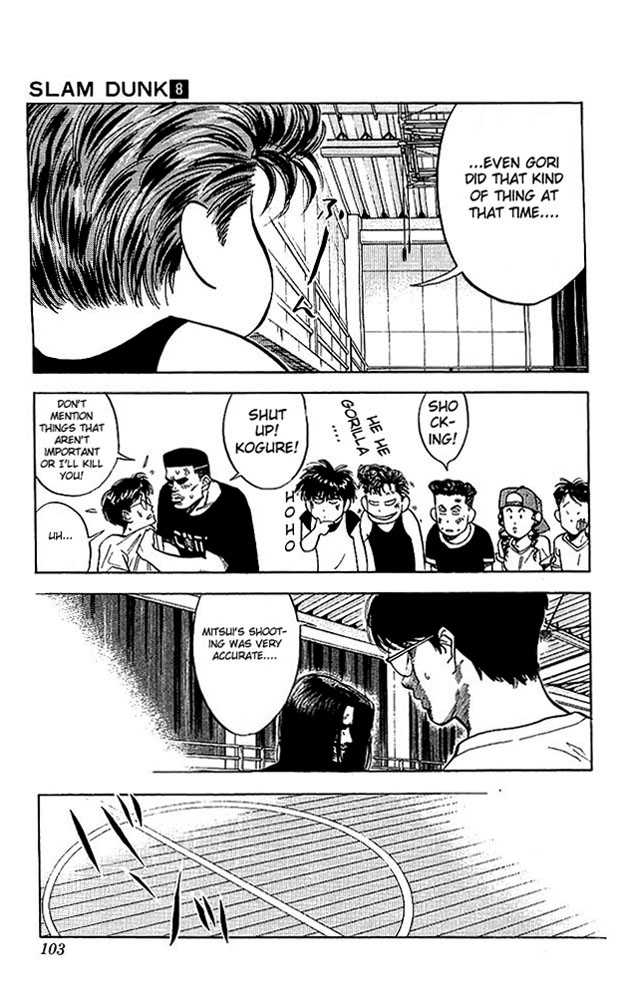 SLAM DUNK 8
...EVEN GORI
DID THAT KIND
OF THING AT
THAT TIME....
SHO
CK-
ING!
HE HE
GORILLA
....
HOHO
SHUT
UP!
KOGURE!
DON'T
MENTION
THINGS THAT
AREN'T
IMPORTANT
OR I'LL KILL
YOU!
UH...
MITSUI'S SHOOT-
ING WAS VERY
ACCURATE....
103